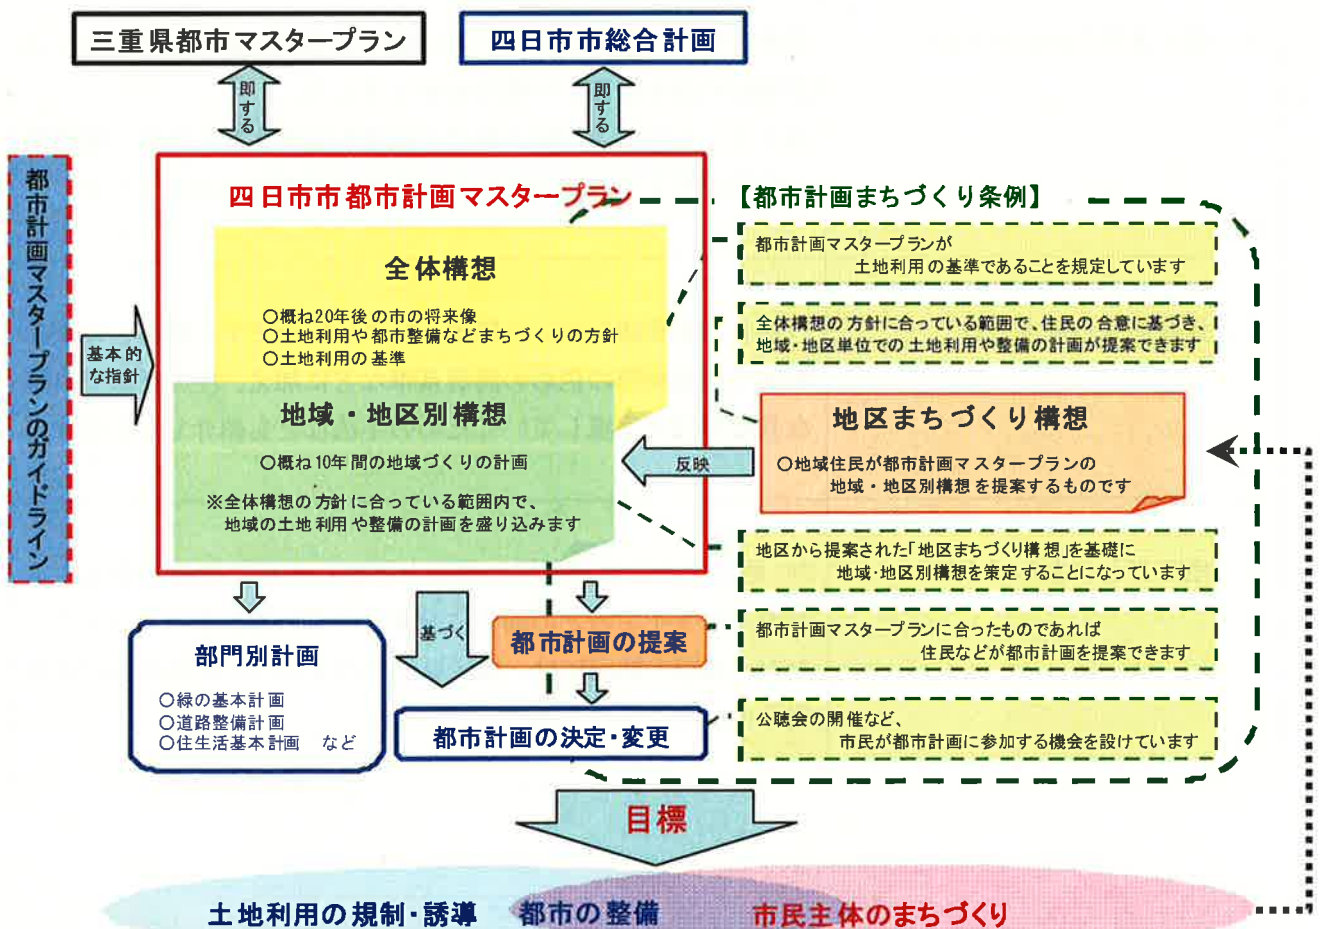 三重県都市マスタープラン
四日市市総合計画
即する
即する
都市計画マスタープランのガイドライン
基本的
な指針
四日市市都市計画マスタープラン
全体構想
○概ね20年後の市の将来像
○土地利用や都市整備などまちづくりの方針
○土地利用の基準
地域・地区別構想
○概ね10年間の地域づくりの計画
※全体構想の方針に合っている範囲内で、
地域の土地利用や整備の計画を盛り込みます
【都市計画まちづくり条例】
都市計画マスタープランが
土地利用の基準であることを規定しています
全体構想の方針に合っている範囲で、住民の合意に基づき、
地域・地区単位での土地利用や整備の計画が提案できます
地区まちづくり構想
○地域住民が都市計画マスタープランの
地域・地区別構想を提案するものです
反映
地区から提案された「地区まちづくり構想」を基礎に
地域・地区別構想を策定することになっています
都市計画マスタープランに合ったものであれば
住民などが都市計画を提案できます
公聴会の開催など、
市民が都市計画に参加する機会を設けています
部門別計画
○緑の基本計画
○道路整備計画
○住生活基本計画 など
基づく
都市計画の提案
都市計画の決定・変更
目標
土地利用の規制・誘導
都市の整備
市民主体のまちづくり